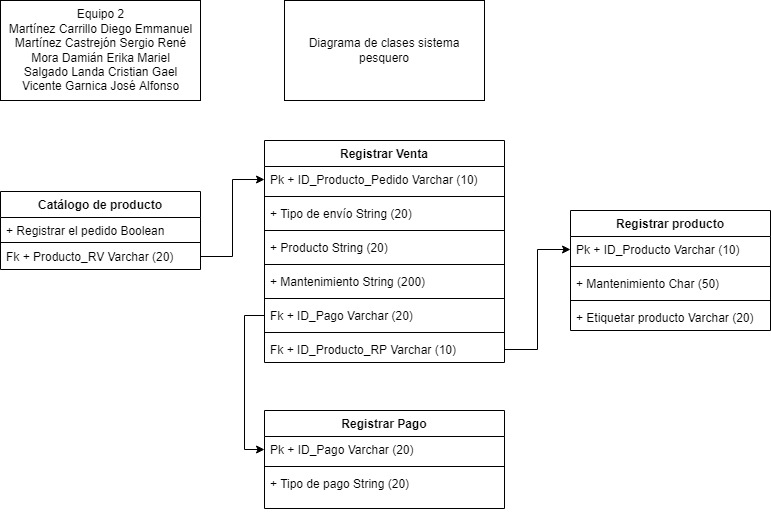 Equipo 2
Martínez Carrillo Diego Emmanuel
Martínez Castrejón Sergio René
Mora Damián Erika Mariel
Salgado Landa Cristian Gael
Vicente Garnica José Alfonso
Diagrama de clases sistema
pesquero
Catálogo de producto
+ Registrar el pedido Boolean
Fk + Producto_RV Varchar (20)
Registrar Venta
Pk + ID_Producto_Pedido Varchar (10)
+ Tipo de envío String (20)
+ Producto String (20)
+ Mantenimiento String (200)
Fk + ID_Pago Varchar (20)
Fk + ID_Producto_RP Varchar (10)
Registrar producto
Pk + ID_Producto Varchar (10)
+ Mantenimiento Char (50)
+ Etiquetar producto Varchar (20)
Registrar Pago
Pk + ID_Pago Varchar (20)
+ Tipo de pago String (20)